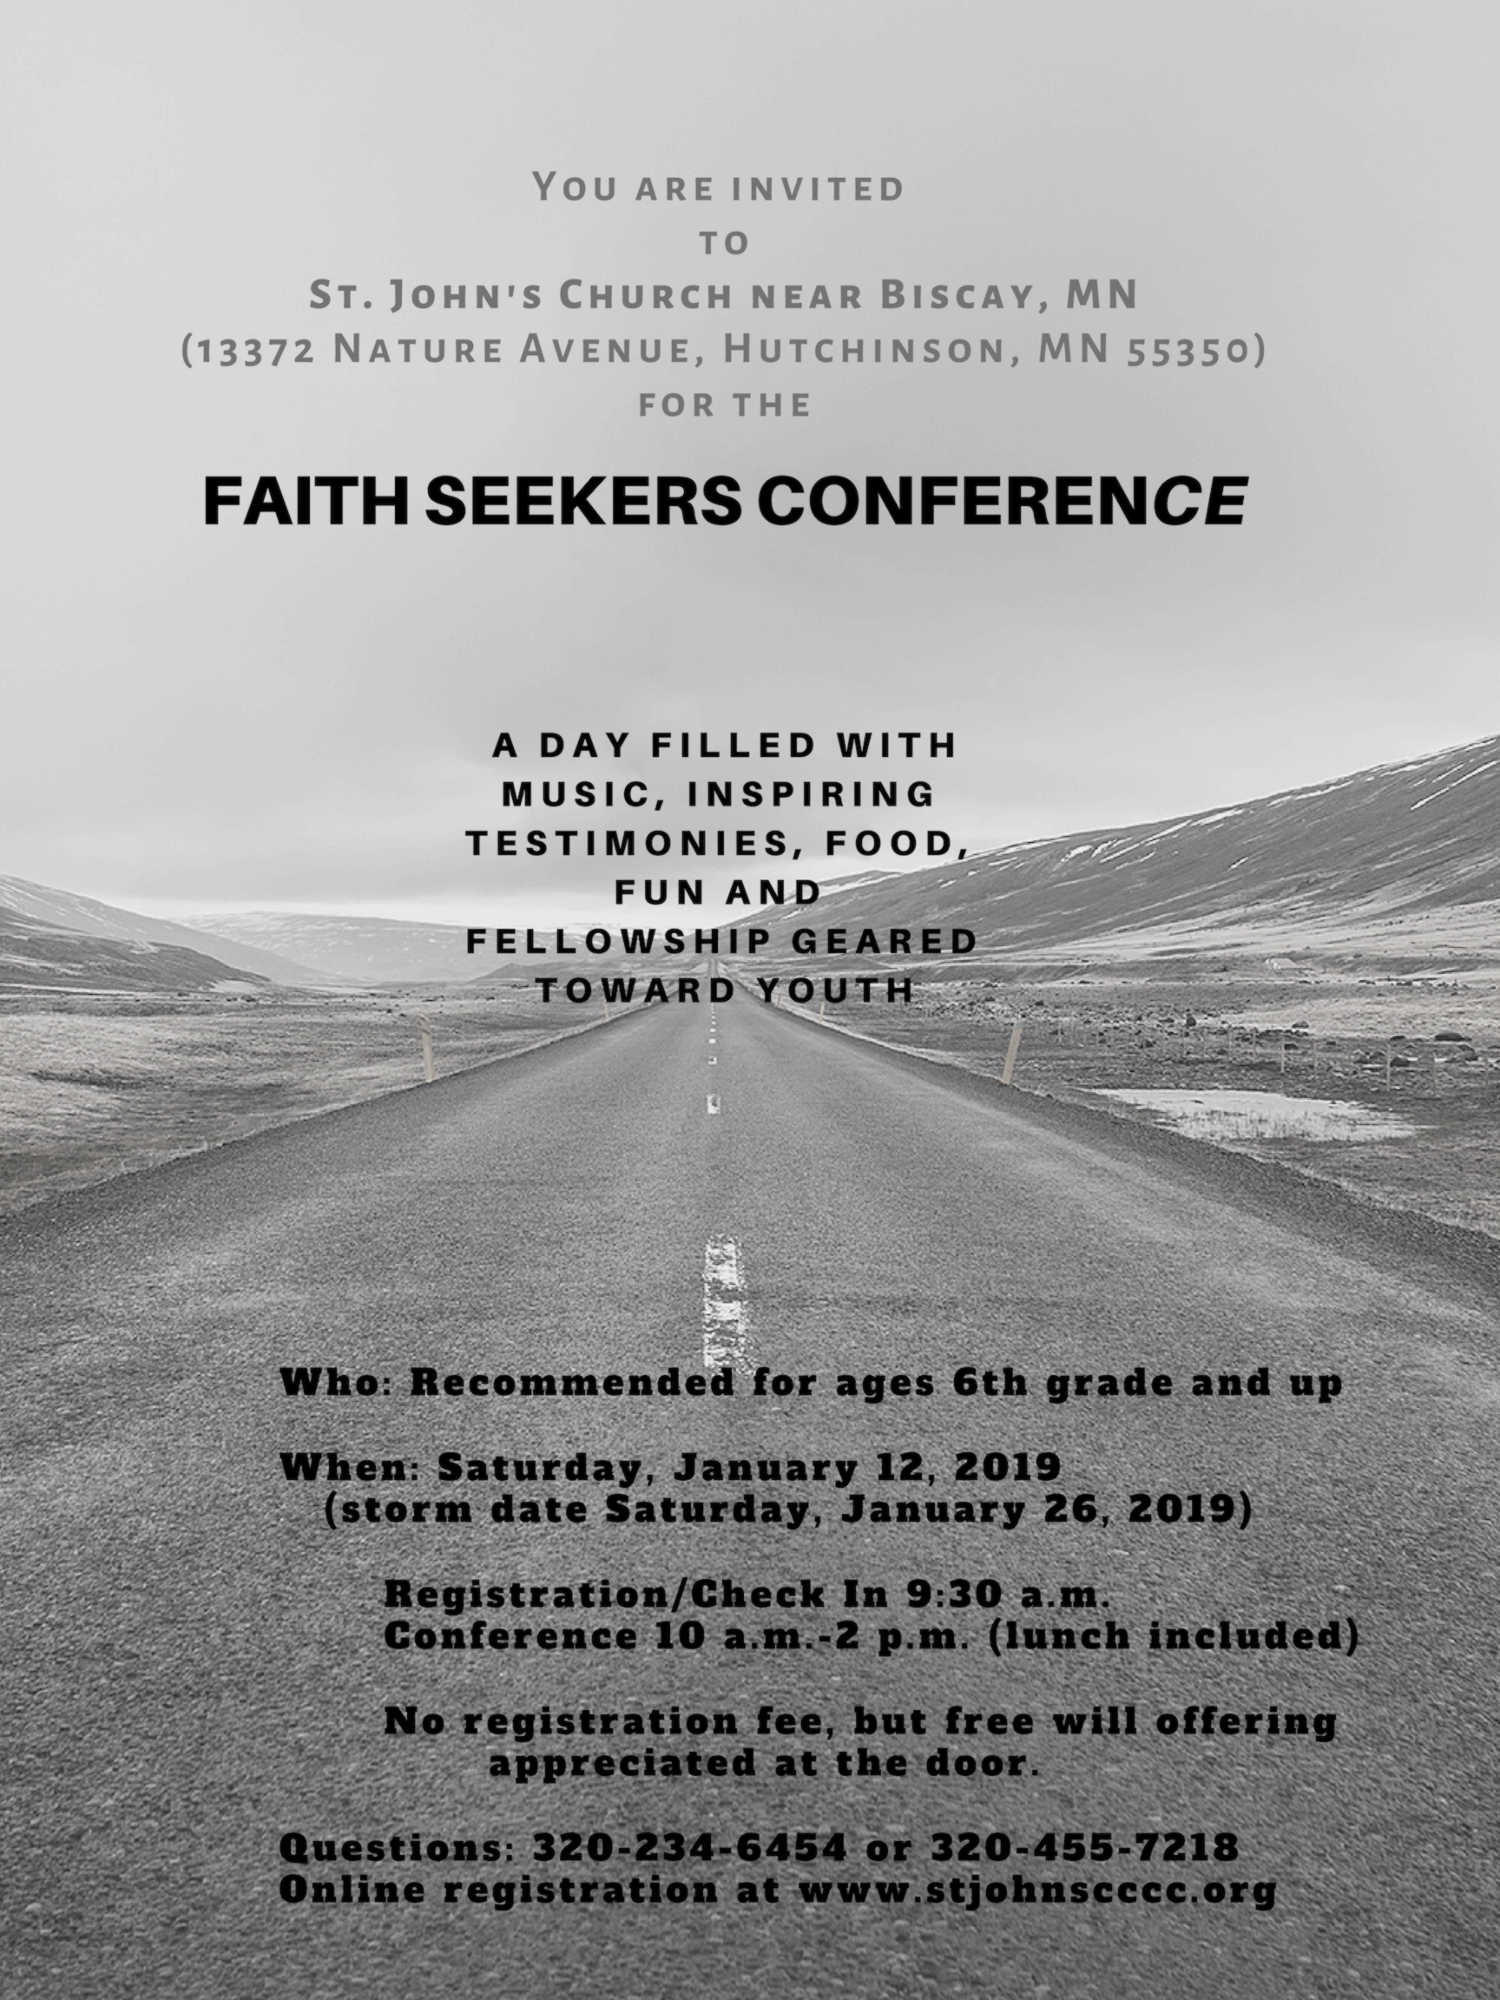 You are invited
to
St. John's Church near Biscay, MN
(13372 Nature Avenue, Hutchinson, MN 55350)
for the
FAITH SEEKERS CONFERENCE
A DAY FILLED WITH
MUSIC, INSPIRING
TESTIMONIES, FOOD,
FUN AND
FELLOWSHIP GEARED
TOWARD YOUTH
Who: Recommended for ages 6th grade and up
When: Saturday, January 12, 2019
(storm date Saturday, January 26, 2019)
Registration/Check In 9:30 a.m.
Conference 10 a.m.-2 p.m. (lunch included)
No registration fee, but free will offering
appreciated at the door.
Questions: 320-234-6454 or 320-455-7218
Online registration at www.stjohnscccc.org